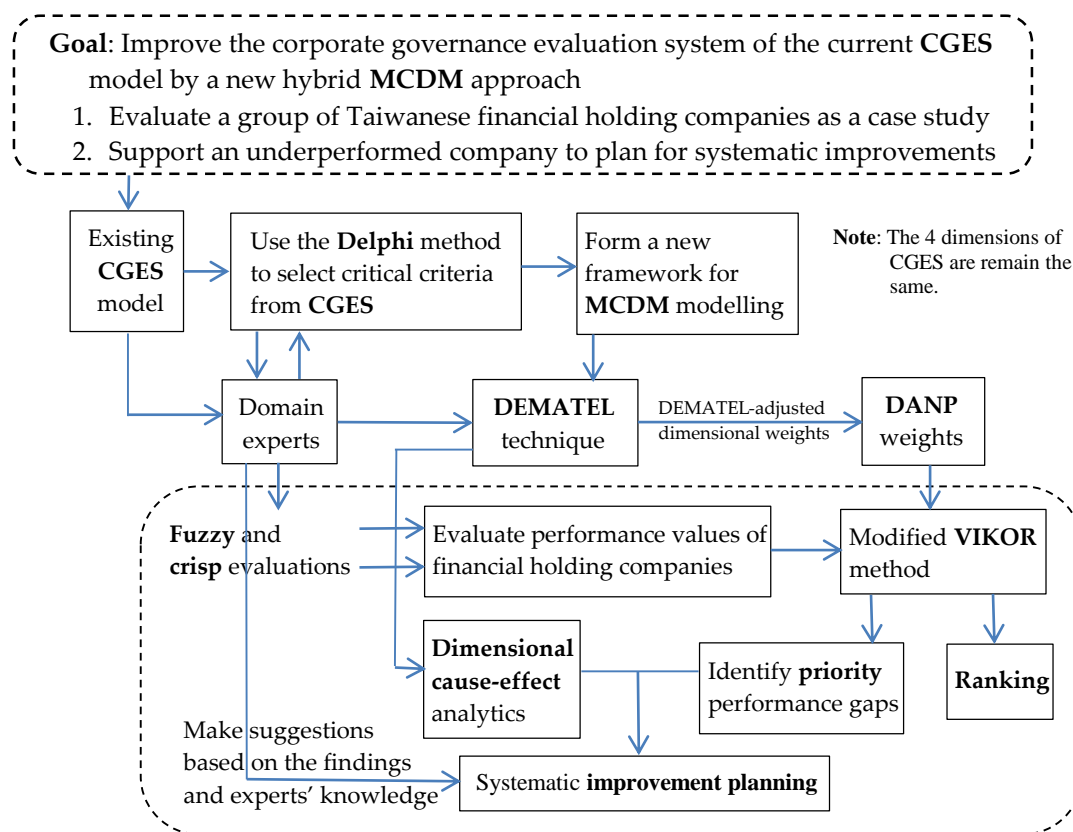 Goal: Improve the corporate governance evaluation system of the current CGES
model by a new hybrid MCDM approach
1. Evaluate a group of Taiwanese financial holding companies as a case study
2. Support an underperformed company to plan for systematic improvements
Existing
CGES
model
Use the Delphi method
to select critical criteria
from CGES
Form a new
framework for
MCDM modelling
Note: The 4 dimensions of
CGES are remain the
same.
Domain
experts
DEMATEL
technique
DEMATEL-adjusted
dimensional weights
DANP
weights
Fuzzy and
crisp evaluations
Evaluate performance values of
financial holding companies
Modified VIKOR
method
Dimensional
cause-effect
analytics
Identify priority
performance gaps
Ranking
Make suggestions
based on the findings
and experts’ knowledge
Systematic improvement planning